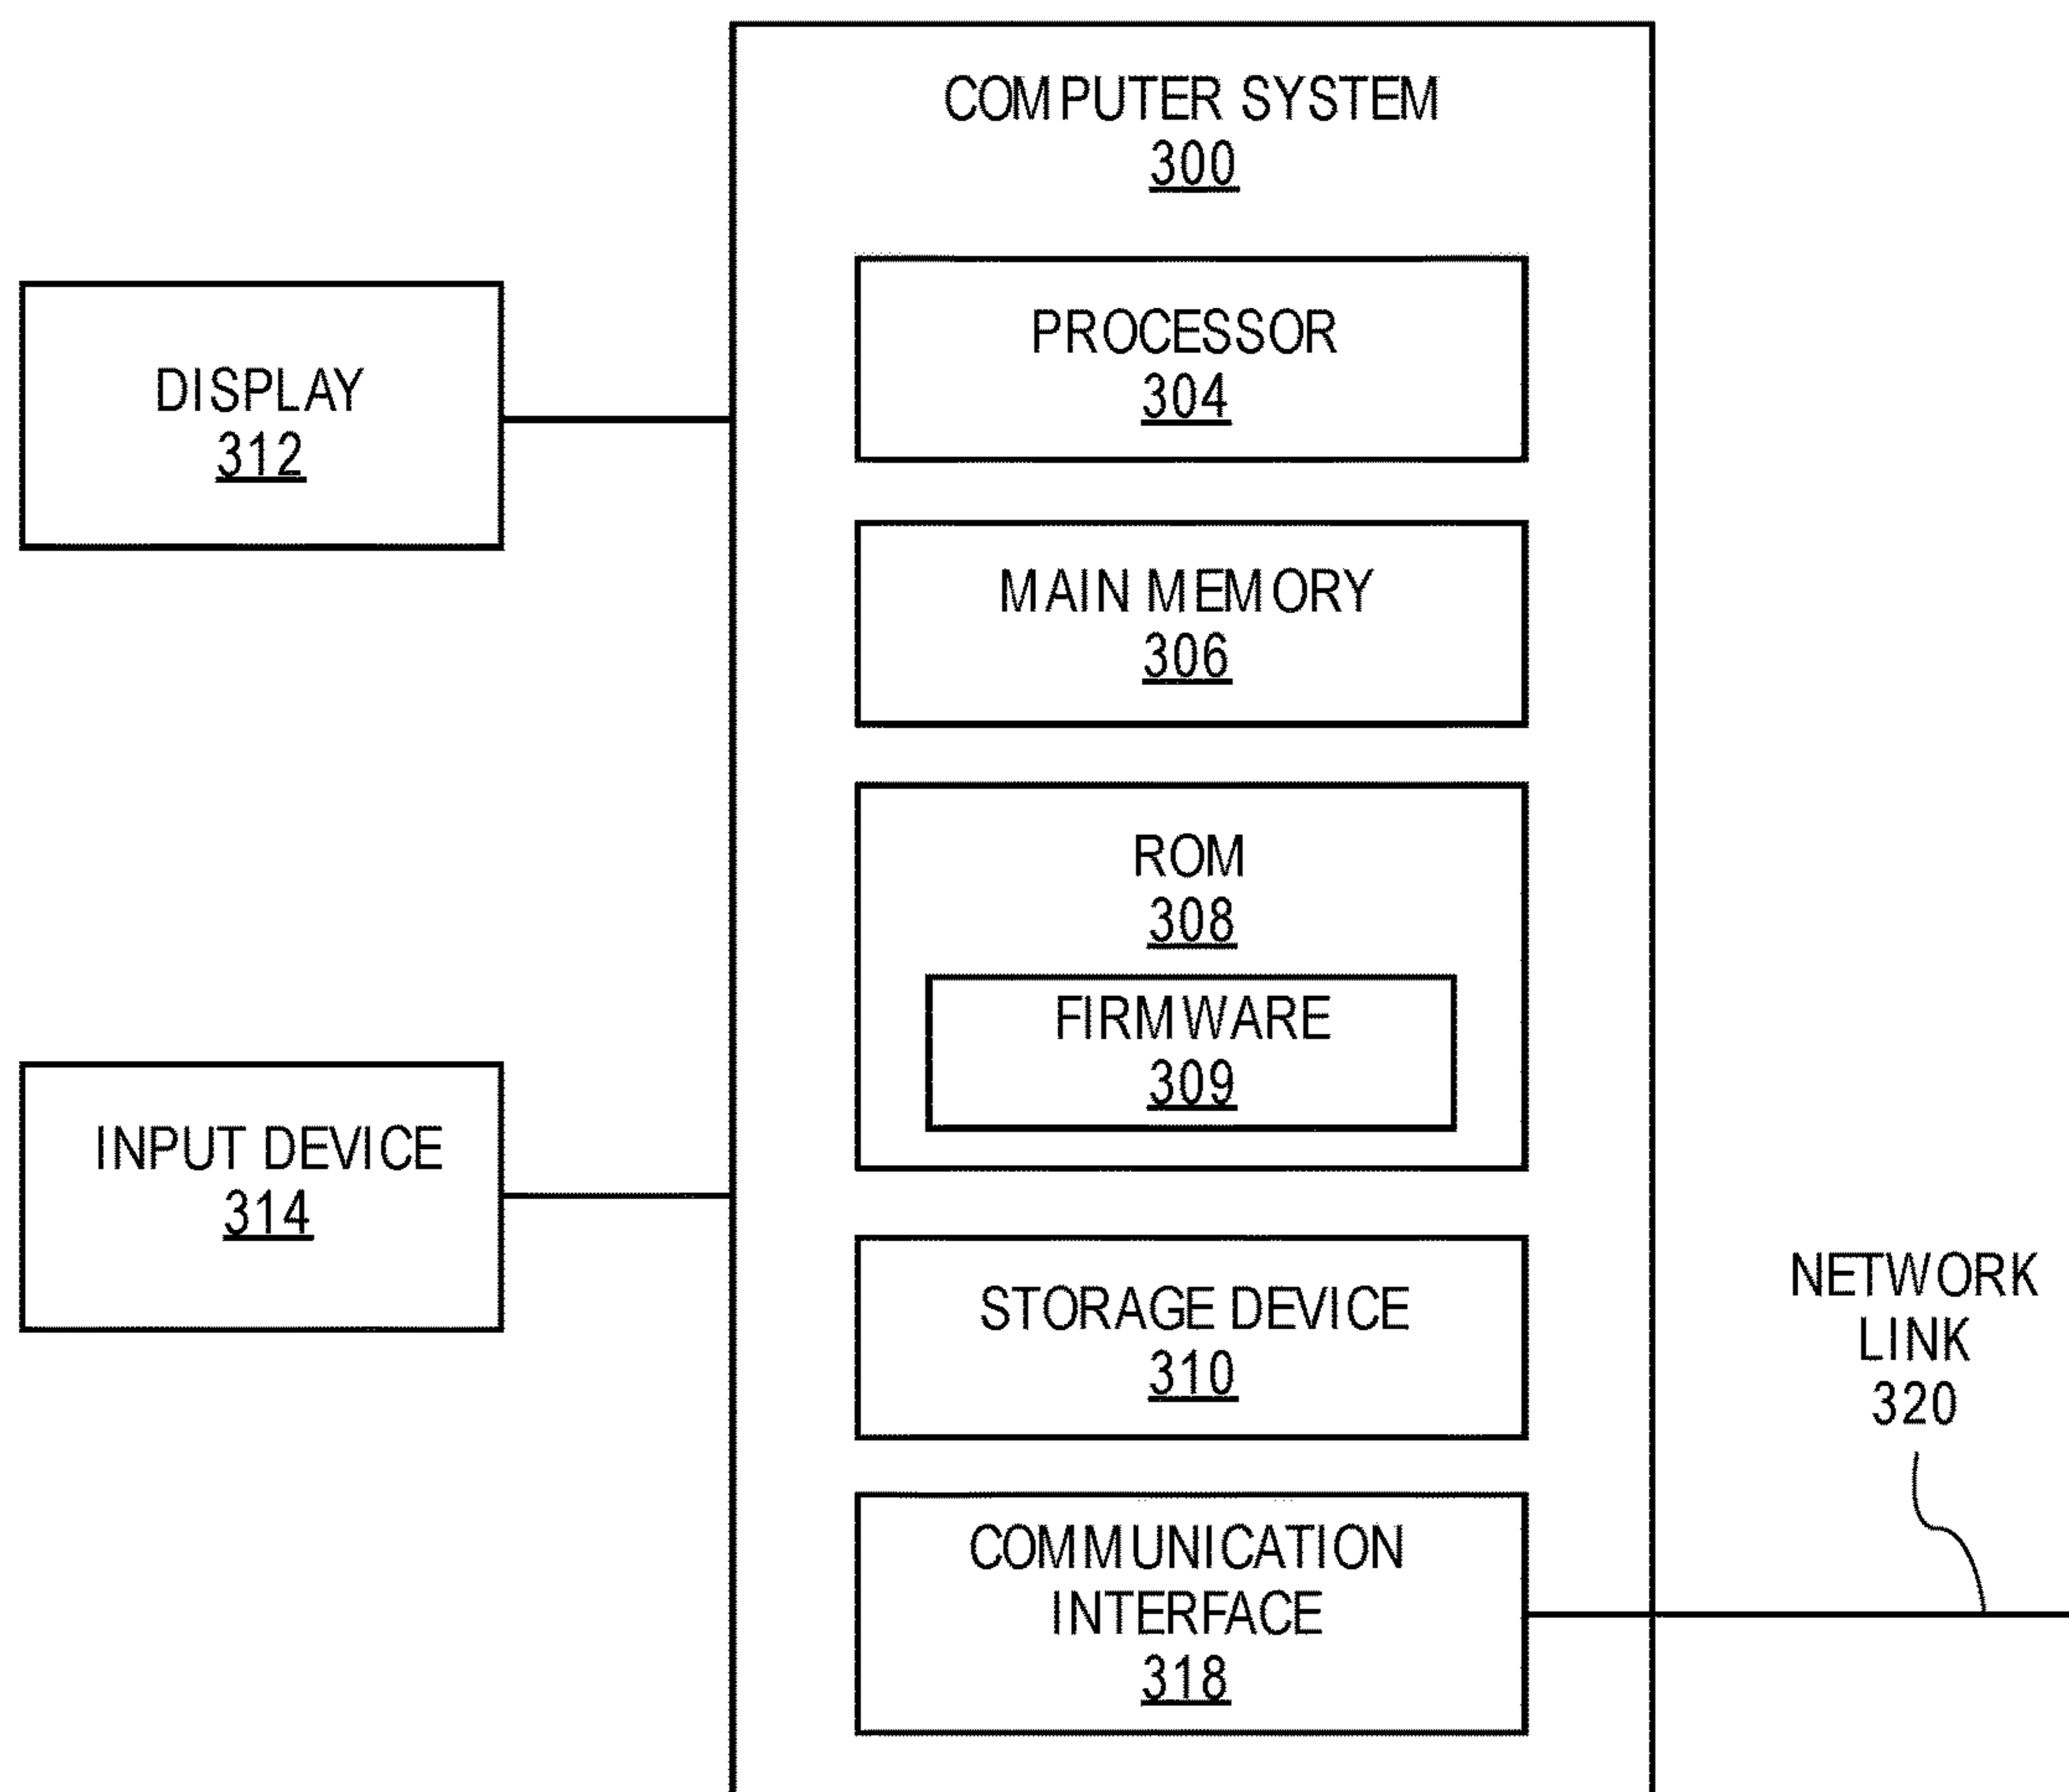 COMPUTER SYSTEM
300
PROCESSOR
304
DISPLAY
312
MAIN MEMORY
306
ROM
308
FIRMWARE
309
INPUT DEVICE
314
STORAGE DEVICE
310
NETWORK
LINK
320
COMMUNICATION
INTERFACE
318